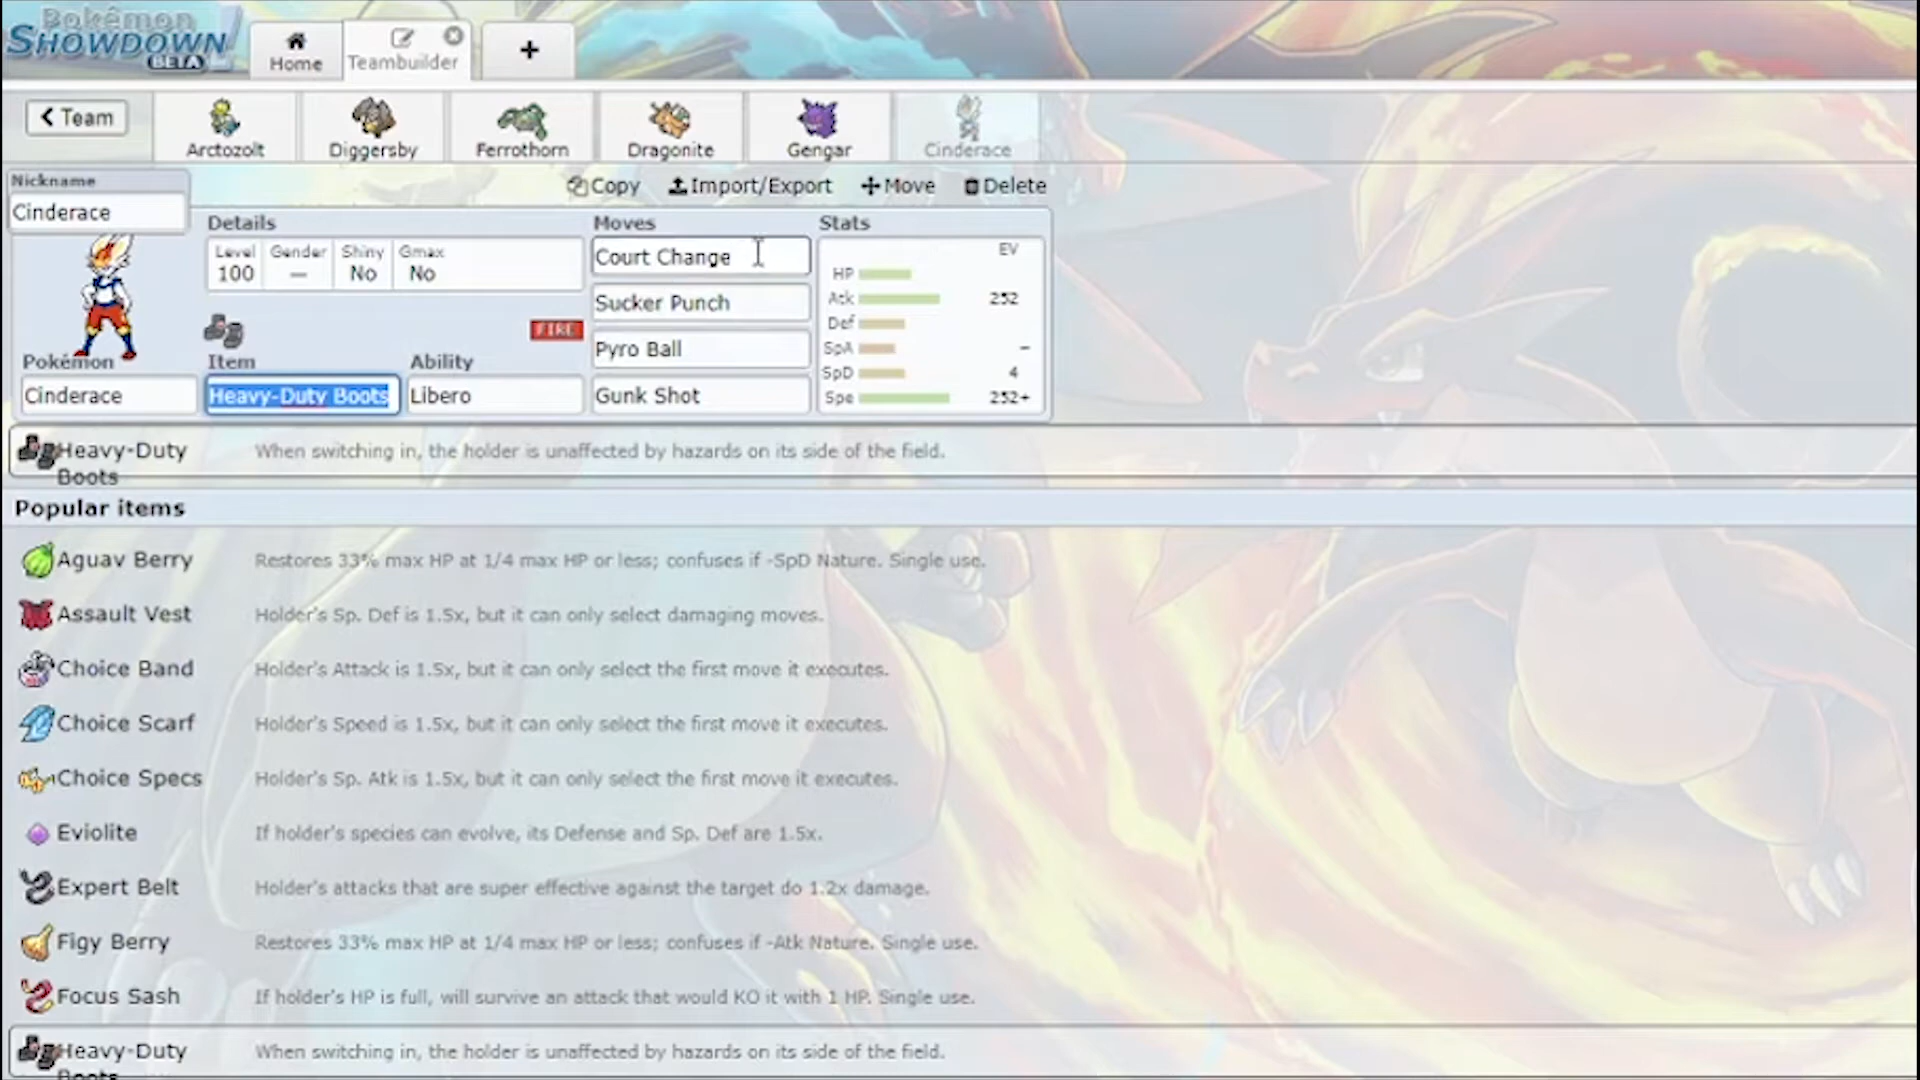 Pokémon
SHOWDOWN
BETA
Home
Teambuilder
+
Team
Arctozolt
Diggersby
Ferrothorn
Dragonite
Gengar
Cinderace
Nickname
Cinderace
Copy
Import/Export
Move
Delete
Details
Moves
Stats
Level
Gender
Shiny
Gmax
100
—
No
No
Court Change
Sucker Punch
Pyro Ball
Gunk Shot
EV
HP
Ak 252
Def
SpA –
SpD 4
Spe 252+
FIRE
Pokémon
Item
Ability
Cinderace
Heavy-Duty Boots
Libero
Heavy-Duty Boots
When switching in, the holder is unaffected by hazards on its side of the field.
Popular items
Aguav Berry Restores 33% max HP at 1/4 max HP or less; confuses if -SpD Nature. Single use.
Assault Vest Holder's Sp. Def is 1.5x, but it can only select damaging moves.
Choice Band Holder's Attack is 1.5x, but it can only select the first move it executes.
Choice Scarf Holder's Speed is 1.5x, but it can only select the first move it executes.
Choice Specs Holder's Sp. Atk is 1.5x, but it can only select the first move it executes.
Eviolite If holder's species can evolve, its Defense and Sp. Def are 1.5x.
Expert Belt Holder's attacks that are super effective against the target do 1.2x damage.
Figy Berry Restores 33% max HP at 1/4 max HP or less; confuses if -Atk Nature. Single use.
Focus Sash If holder's HP is full, will survive an attack that would KO it with 1 HP. Single use.
Heavy-Duty Boots
When switching in, the holder is unaffected by hazards on its side of the field.